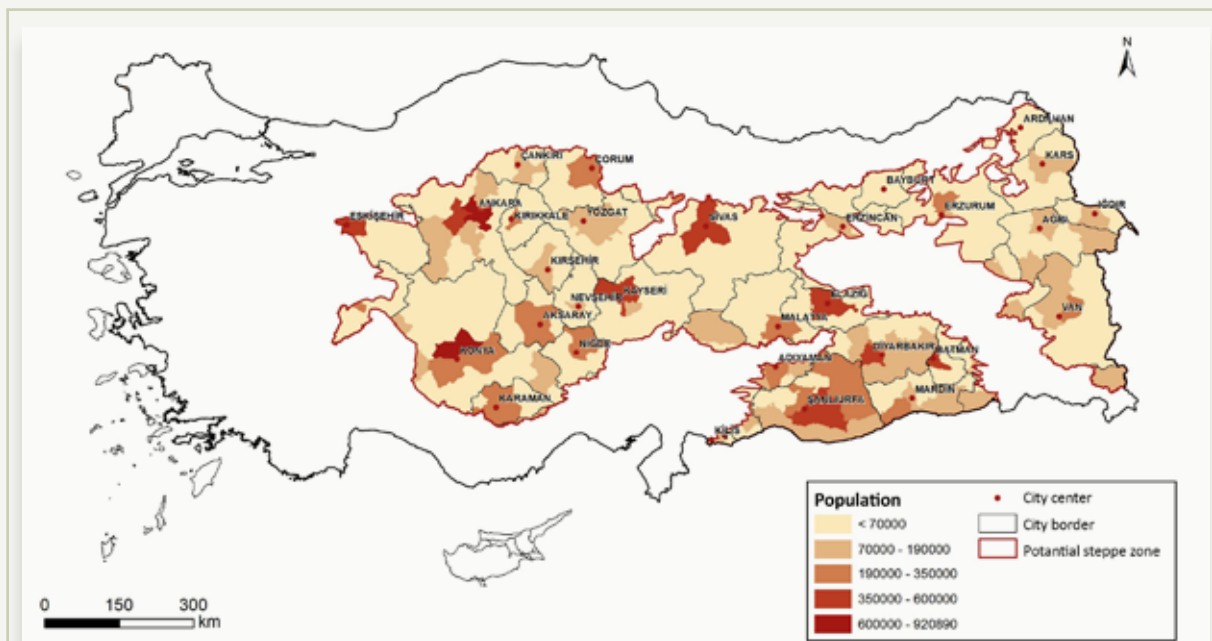 N
ARDAHAN
KARS
ÇANKIRI
ÇORUM
BAYBURT
ANKARA
KIRIKKALE
YOZGAT
SİVAS
ERZİNCAN
ERZURUM
IĞDIR
AĞRI
ESKİŞEHİR
KIRŞEHİR
NEVŞEHİR
KAYSERİ
ELAZIĞ
VAN
AKSARAY
MALATYA
KONYA
NİĞDE
DİYARBAKIR
BATMAN
ADIYAMAN
KARAMAN
ŞANLIURFA
MARDİN
KİLİS
Population
< 70000
70000 - 190000
190000 - 350000
350000 - 600000
600000 - 920890
City center
City border
Potantial steppe zone
0 150 300
km